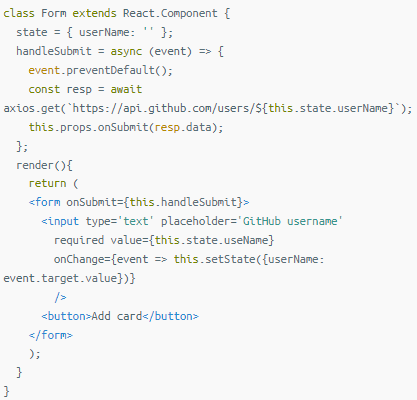 class Form extends React.Component {
  state = { userName: '' };
  handleSubmit = async (event) => {
    event.preventDefault();
    const resp = await
axios.get(`https://api.github.com/users/${this.state.userName}`);
    this.props.onSubmit(resp.data);
  };
  render(){
    return (
    <form onSubmit={this.handleSubmit}>
      <input type='text' placeholder='GitHub username'
        required value={this.state.useName}
        onChange={event => this.setState({userName:
event.target.value})}
        />
      <button>Add card</button>
    </form>
    );
  }
}